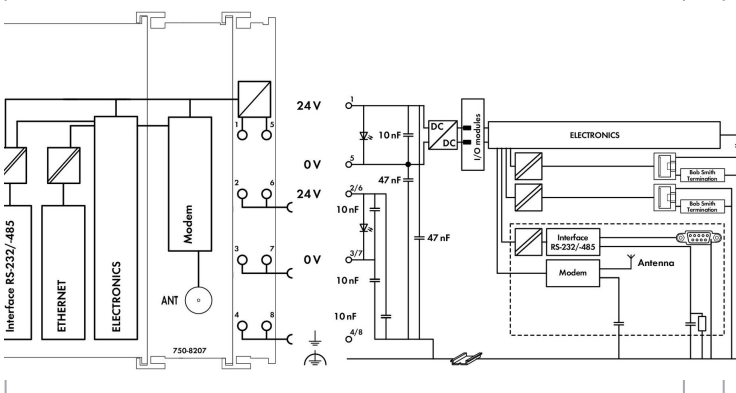 Interface RS-232/-485
ETHERNET
ELECTRONICS
Modem
ANT
750-8207
1
5
2
6
3
7
4
8
24 V
0 V
24 V
0 V
1
5
2/6
3/7
4/8
10 nF
47 nF
10 nF
47 nF
10 nF
10 nF
DC
DC
I/O modules
ELECTRONICS
Bob Smith
Termination
Bob Smith
Termination
Interface
RS-232/-485
Modem
Antenna